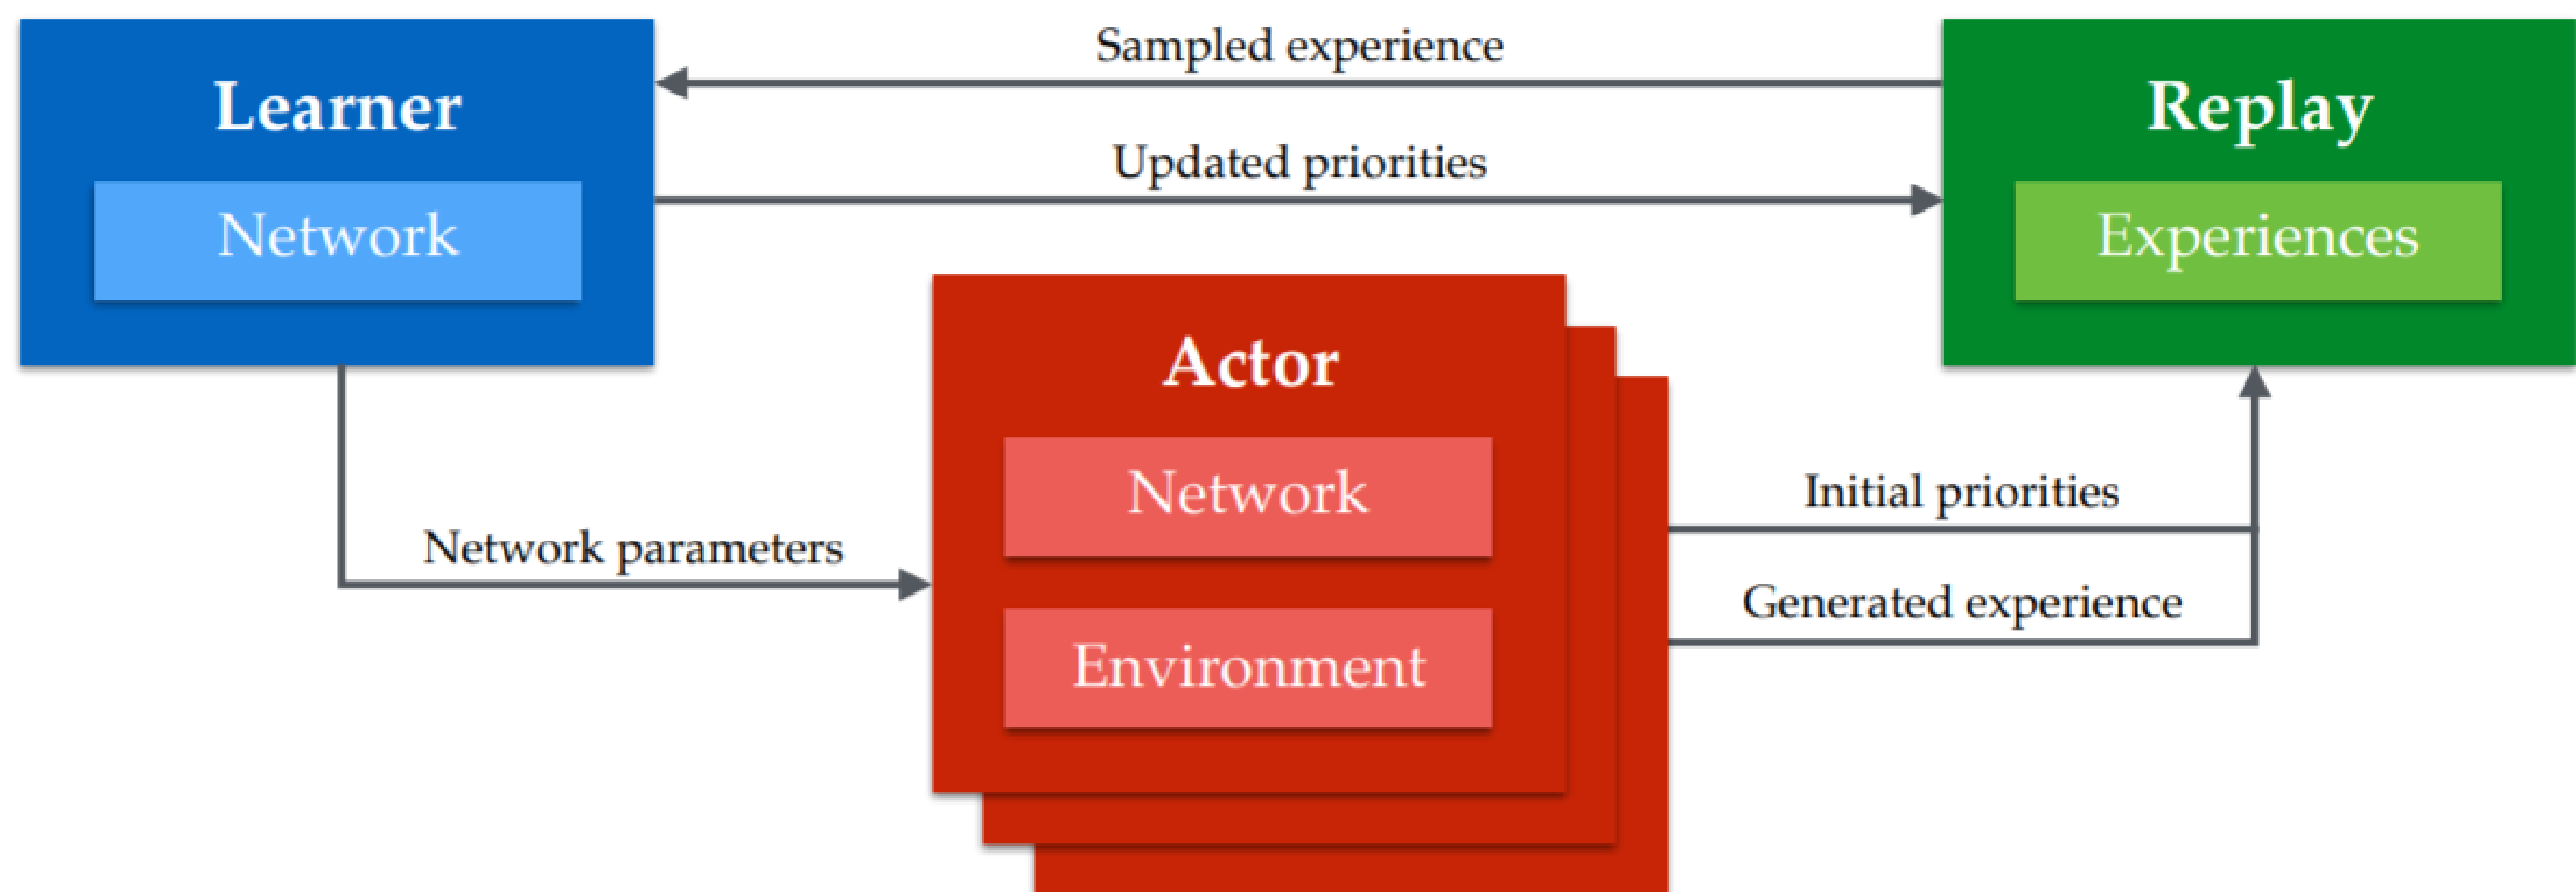 Sampled experience
Learner
Replay
Updated priorities
Network
Experiences
Actor
Network
Initial priorities
Network parameters
Generated experience
Environment